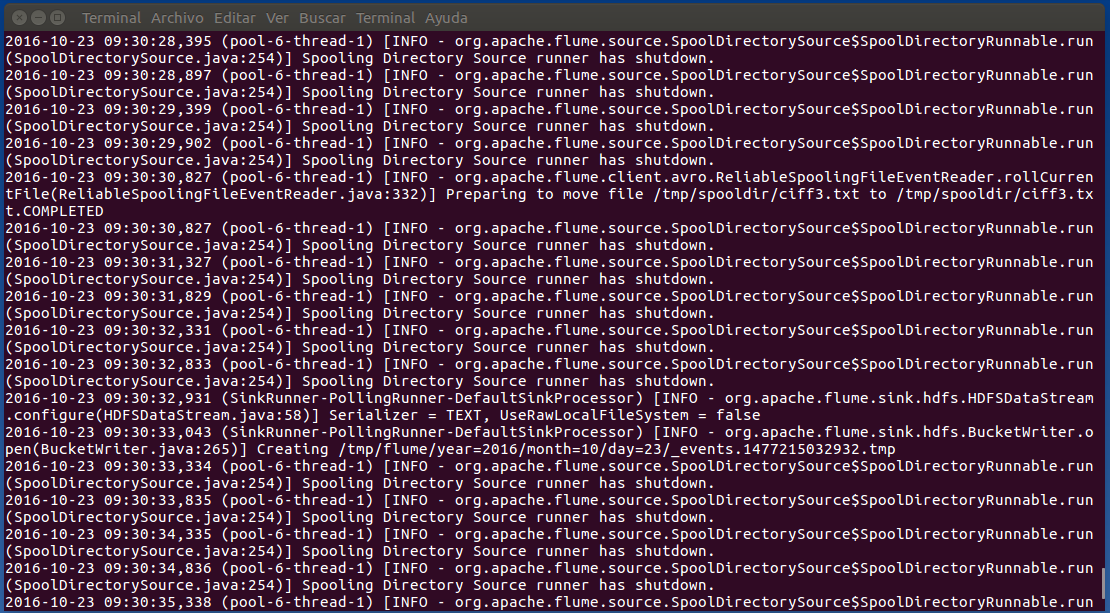 Terminal Archivo Editar Ver Buscar Terminal Ayuda
2016-10-23 09:30:28,395 (pool-6-thread-1) [INFO - org.apache.flume.source.SpoolDirectorySource$SpoolDirectoryRunnable.run
(SpoolDirectorySource.java:254)] Spooling Directory Source runner has shutdown.
2016-10-23 09:30:28,897 (pool-6-thread-1) [INFO - org.apache.flume.source.SpoolDirectorySource$SpoolDirectoryRunnable.run
(SpoolDirectorySource.java:254)] Spooling Directory Source runner has shutdown.
2016-10-23 09:30:29,399 (pool-6-thread-1) [INFO - org.apache.flume.source.SpoolDirectorySource$SpoolDirectoryRunnable.run
(SpoolDirectorySource.java:254)] Spooling Directory Source runner has shutdown.
2016-10-23 09:30:29,902 (pool-6-thread-1) [INFO - org.apache.flume.source.SpoolDirectorySource$SpoolDirectoryRunnable.run
(SpoolDirectorySource.java:254)] Spooling Directory Source runner has shutdown.
2016-10-23 09:30:30,827 (pool-6-thread-1) [INFO - org.apache.flume.client.avro.ReliableSpoolingFileEventReader.rollCurren
tFile(ReliableSpoolingFileEventReader.java:332)] Preparing to move file /tmp/spooldir/ciff3.txt to /tmp/spooldir/ciff3.tx
t.COMPLETED
2016-10-23 09:30:30,827 (pool-6-thread-1) [INFO - org.apache.flume.source.SpoolDirectorySource$SpoolDirectoryRunnable.run
(SpoolDirectorySource.java:254)] Spooling Directory Source runner has shutdown.
2016-10-23 09:30:31,327 (pool-6-thread-1) [INFO - org.apache.flume.source.SpoolDirectorySource$SpoolDirectoryRunnable.run
(SpoolDirectorySource.java:254)] Spooling Directory Source runner has shutdown.
2016-10-23 09:30:31,829 (pool-6-thread-1) [INFO - org.apache.flume.source.SpoolDirectorySource$SpoolDirectoryRunnable.run
(SpoolDirectorySource.java:254)] Spooling Directory Source runner has shutdown.
2016-10-23 09:30:32,331 (pool-6-thread-1) [INFO - org.apache.flume.source.SpoolDirectorySource$SpoolDirectoryRunnable.run
(SpoolDirectorySource.java:254)] Spooling Directory Source runner has shutdown.
2016-10-23 09:30:32,833 (pool-6-thread-1) [INFO - org.apache.flume.source.SpoolDirectorySource$SpoolDirectoryRunnable.run
(SpoolDirectorySource.java:254)] Spooling Directory Source runner has shutdown.
2016-10-23 09:30:32,931 (SinkRunner-PollingRunner-DefaultSinkProcessor) [INFO - org.apache.flume.sink.hdfs.HDFSDataStream
.configure(HDFSDataStream.java:58)] Serializer = TEXT, UseRawLocalFileSystem = false
2016-10-23 09:30:33,043 (SinkRunner-PollingRunner-DefaultSinkProcessor) [INFO - org.apache.flume.sink.hdfs.BucketWriter.o
pen(BucketWriter.java:265)] Creating /tmp/flume/year=2016/month=10/day=23/_events.1477215032932.tmp
2016-10-23 09:30:33,334 (pool-6-thread-1) [INFO - org.apache.flume.source.SpoolDirectorySource$SpoolDirectoryRunnable.run
(SpoolDirectorySource.java:254)] Spooling Directory Source runner has shutdown.
2016-10-23 09:30:33,835 (pool-6-thread-1) [INFO - org.apache.flume.source.SpoolDirectorySource$SpoolDirectoryRunnable.run
(SpoolDirectorySource.java:254)] Spooling Directory Source runner has shutdown.
2016-10-23 09:30:34,335 (pool-6-thread-1) [INFO - org.apache.flume.source.SpoolDirectorySource$SpoolDirectoryRunnable.run
(SpoolDirectorySource.java:254)] Spooling Directory Source runner has shutdown.
2016-10-23 09:30:34,836 (pool-6-thread-1) [INFO - org.apache.flume.source.SpoolDirectorySource$SpoolDirectoryRunnable.run
(SpoolDirectorySource.java:254)] Spooling Directory Source runner has shutdown.
2016-10-23 09:30:35,338 (pool-6-thread-1) [INFO - org.apache.flume.source.SpoolDirectorySource$SpoolDirectoryRunnable.run